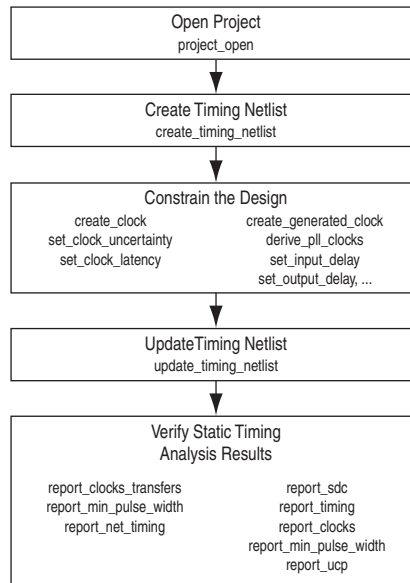 Open Project
project_open
Create Timing Netlist
create_timing_netlist
Constrain the Design
create_clock
set_clock_uncertainty
set_clock_latency
create_generated_clock
derive_pll_clocks
set_input_delay
set_output_delay, ...
UpdateTiming Netlist
update_timing_netlist
Verify Static Timing
Analysis Results
report_clocks_transfers
report_min_pulse_width
report_net_timing
report_sdc
report_timing
report_clocks
report_min_pulse_width
report_ucp